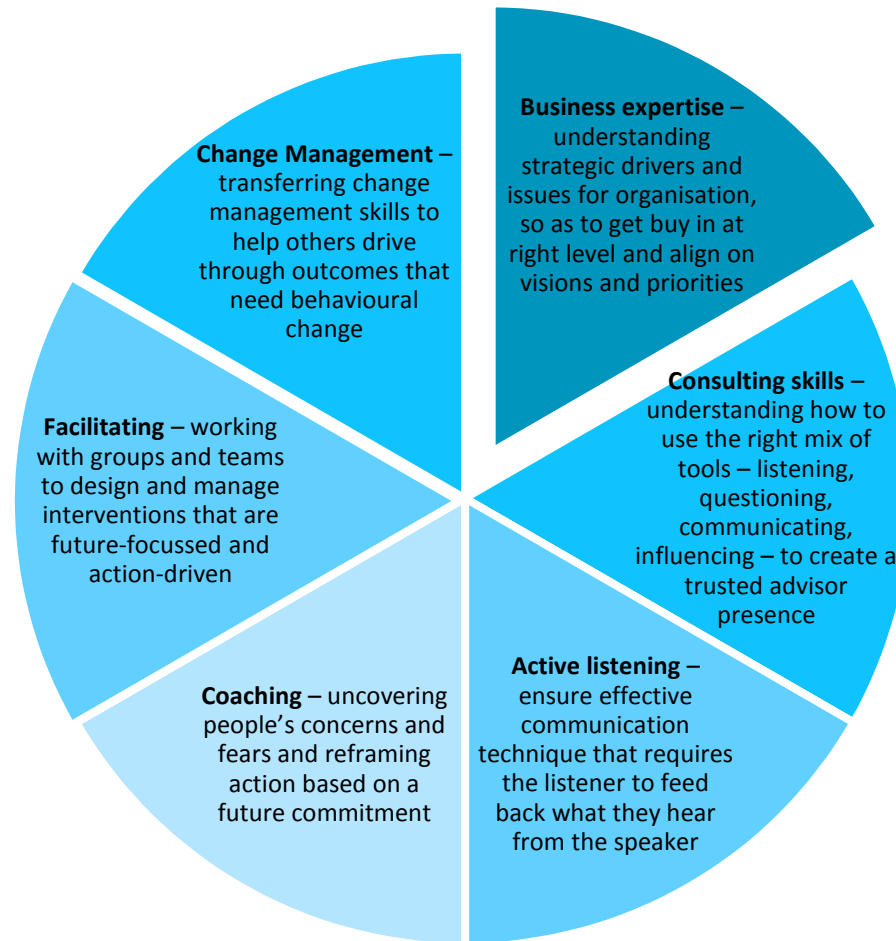 Business expertise –
understanding
strategic drivers and
issues for organisation,
so as to get buy in at
right level and align on
visions and priorities
Consulting skills –
understanding how to
use the right mix of
tools – listening,
questioning,
communicating,
influencing – to create a
trusted advisor
presence
Active listening –
ensure effective
communication
technique that requires
the listener to feed
back what they hear
from the speaker
Coaching – uncovering
people’s concerns and
fears and reframing
action based on a
future commitment
Facilitating – working
with groups and teams
to design and manage
interventions that are
future-focussed and
action-driven
Change Management –
transferring change
management skills to
help others drive
through outcomes that
need behavioural
change